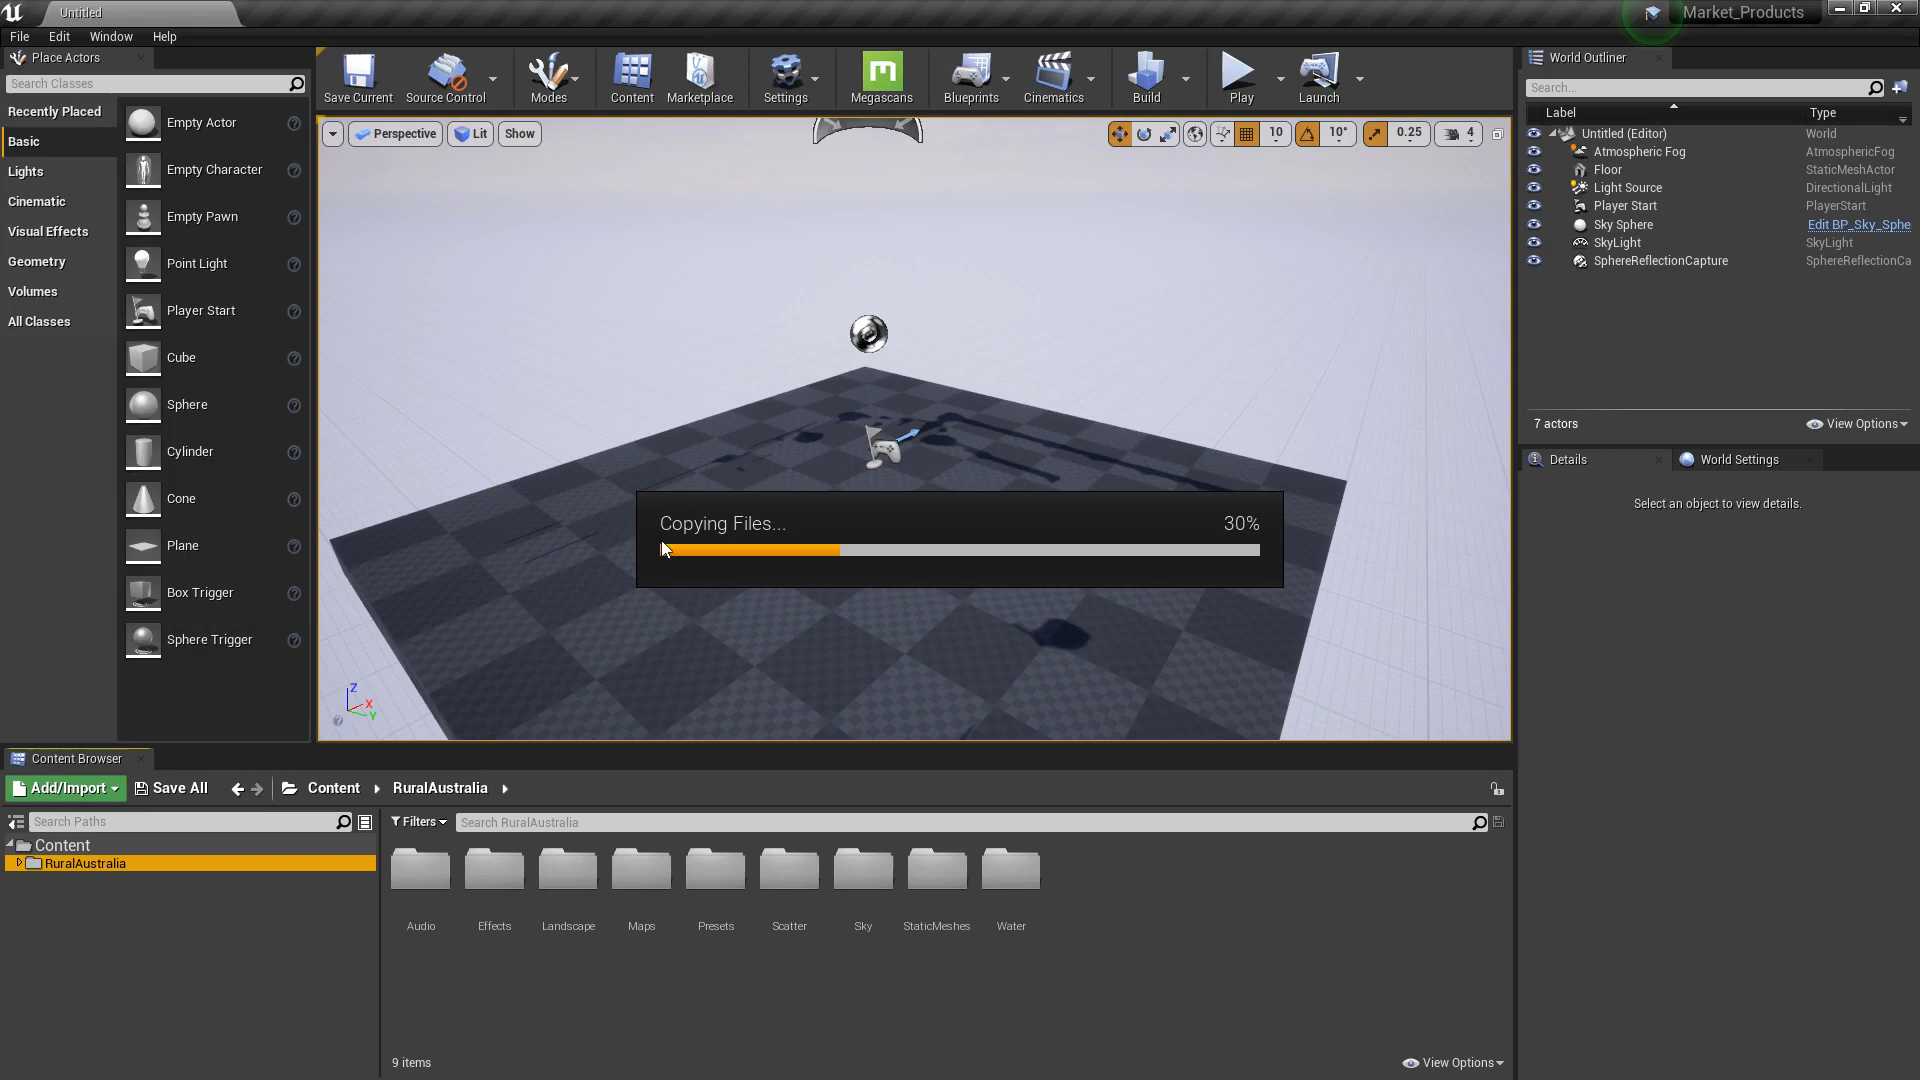 Untitled
Market_Products
File Edit Window Help
Place Actors
Search Classes
Recently Placed
Basic
Lights
Cinematic
Visual Effects
Geometry
Volumes
All Classes
Empty Actor
Empty Character
Empty Pawn
Point Light
Player Start
Cube
Sphere
Cylinder
Cone
Plane
Box Trigger
Sphere Trigger
Save Current Source Control Modes Content Marketplace Settings Megascans Blueprints Cinematics Build Play Launch
Perspective Lit Show
10 10° 0.25 4
Copying Files... 30%
Z
X
Y
World Outliner
Search...
Label Type
Untitled (Editor) World
Atmospheric Fog AtmosphericFog
Floor StaticMeshActor
Light Source DirectionalLight
Player Start PlayerStart
Sky Sphere Edit BP_Sky_Sphe
SkyLight SkyLight
SphereReflectionCapture SphereReflectionCa
7 actors View Options
Details World Settings
Select an object to view details.
Content Browser
Add/Import Save All Content RuralAustralia
Search Paths
Content
RuralAustralia
Filters Search RuralAustralia
Audio Effects Landscape Maps Presets Scatter Sky StaticMeshes Water
9 items View Options